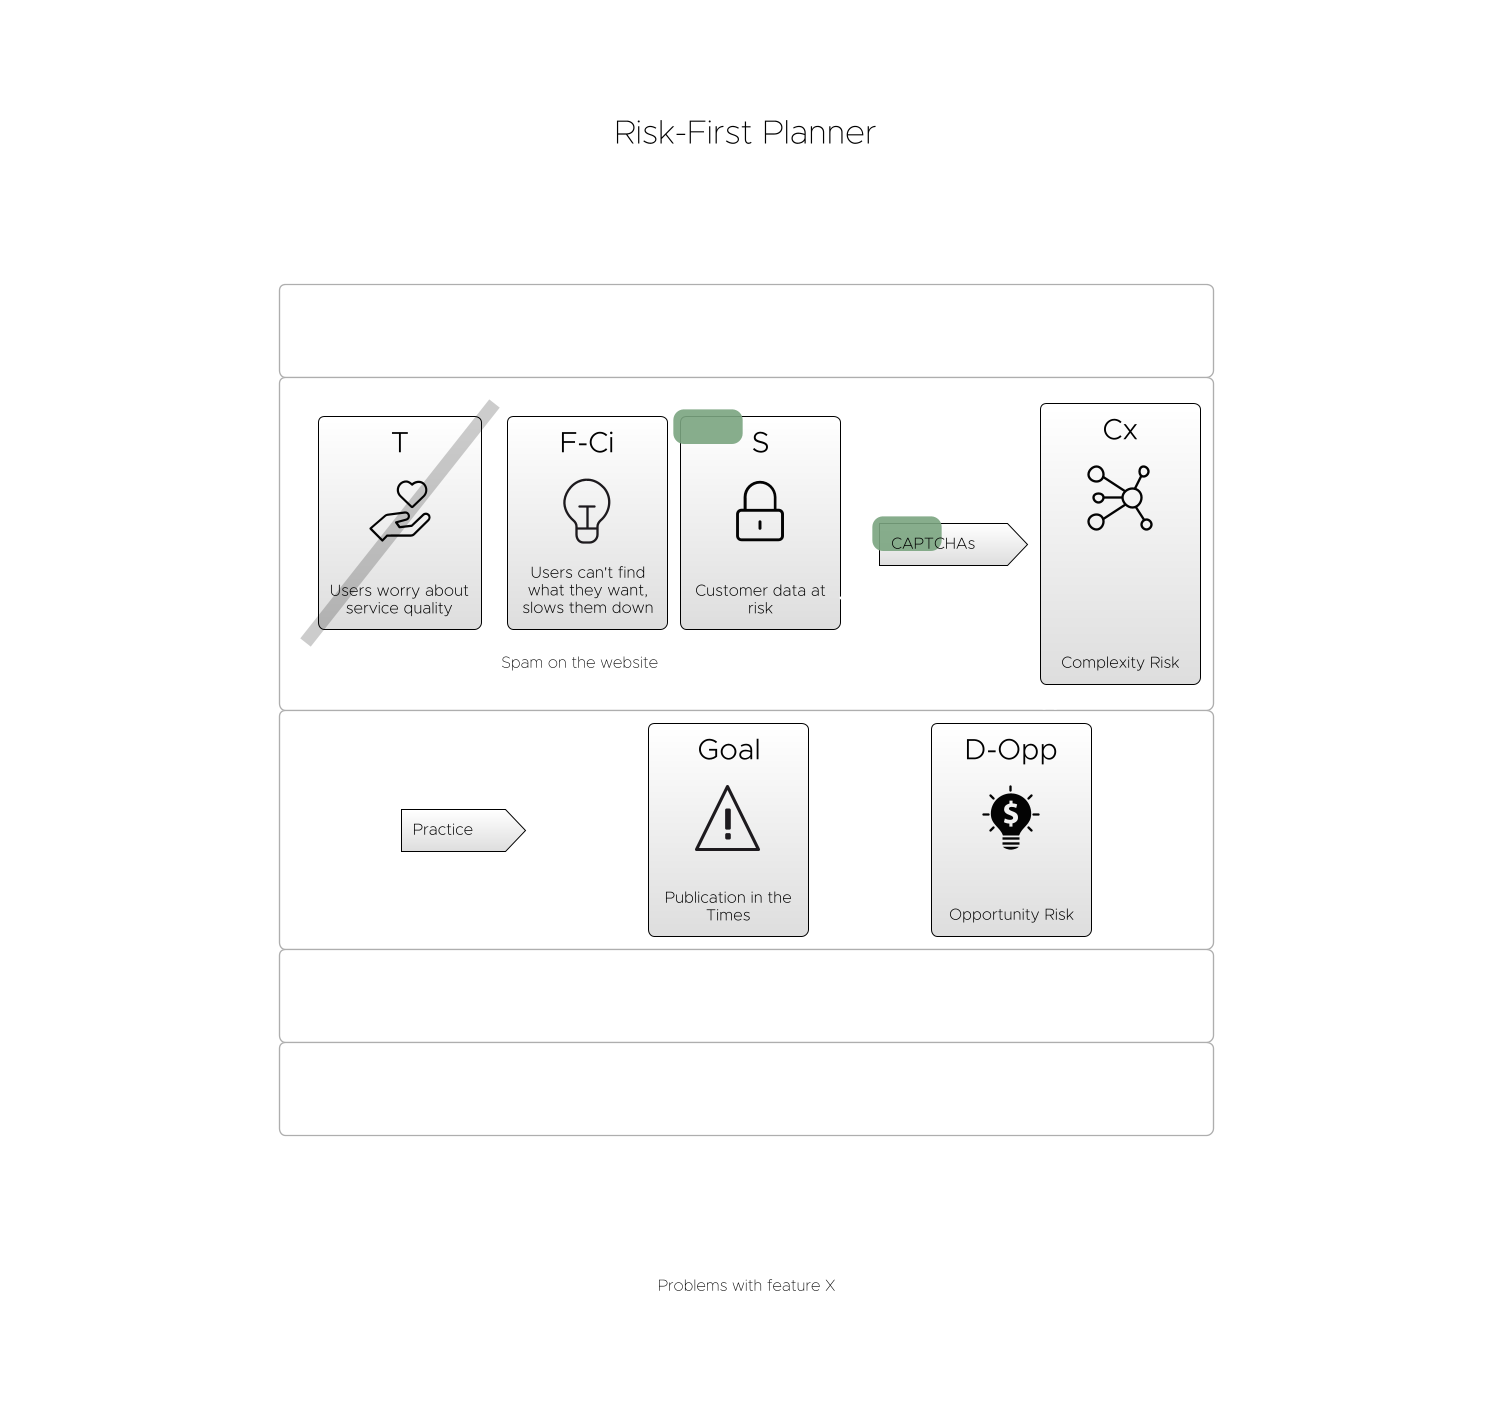 Risk-First Planner
T
Users worry about
service quality
F-Ci
Users can't find
what they want,
slows them down
S
Customer data at
risk
Spam on the website
CAPTCHAs
Cx
Complexity Risk
Practice
Goal
Publication in the
Times
D-Opp
$
Opportunity Risk
Problems with feature X